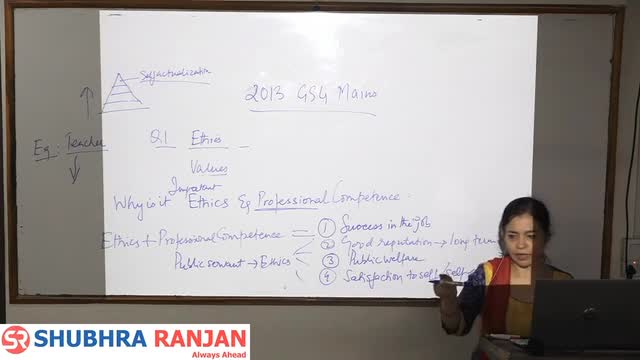 Self actualization
2013 GS4 Mains
Eg: Teacher
Q1 Ethics
Values
Important
Why is it Ethics Eg Professional Competence.
Ethics + Professional Competence =
① Success in the job
② Good reputation → long term
Public servant → Ethics
③ Public welfare
④ Satisfaction to self
SR SHUBHRA RANJAN
Always Ahead